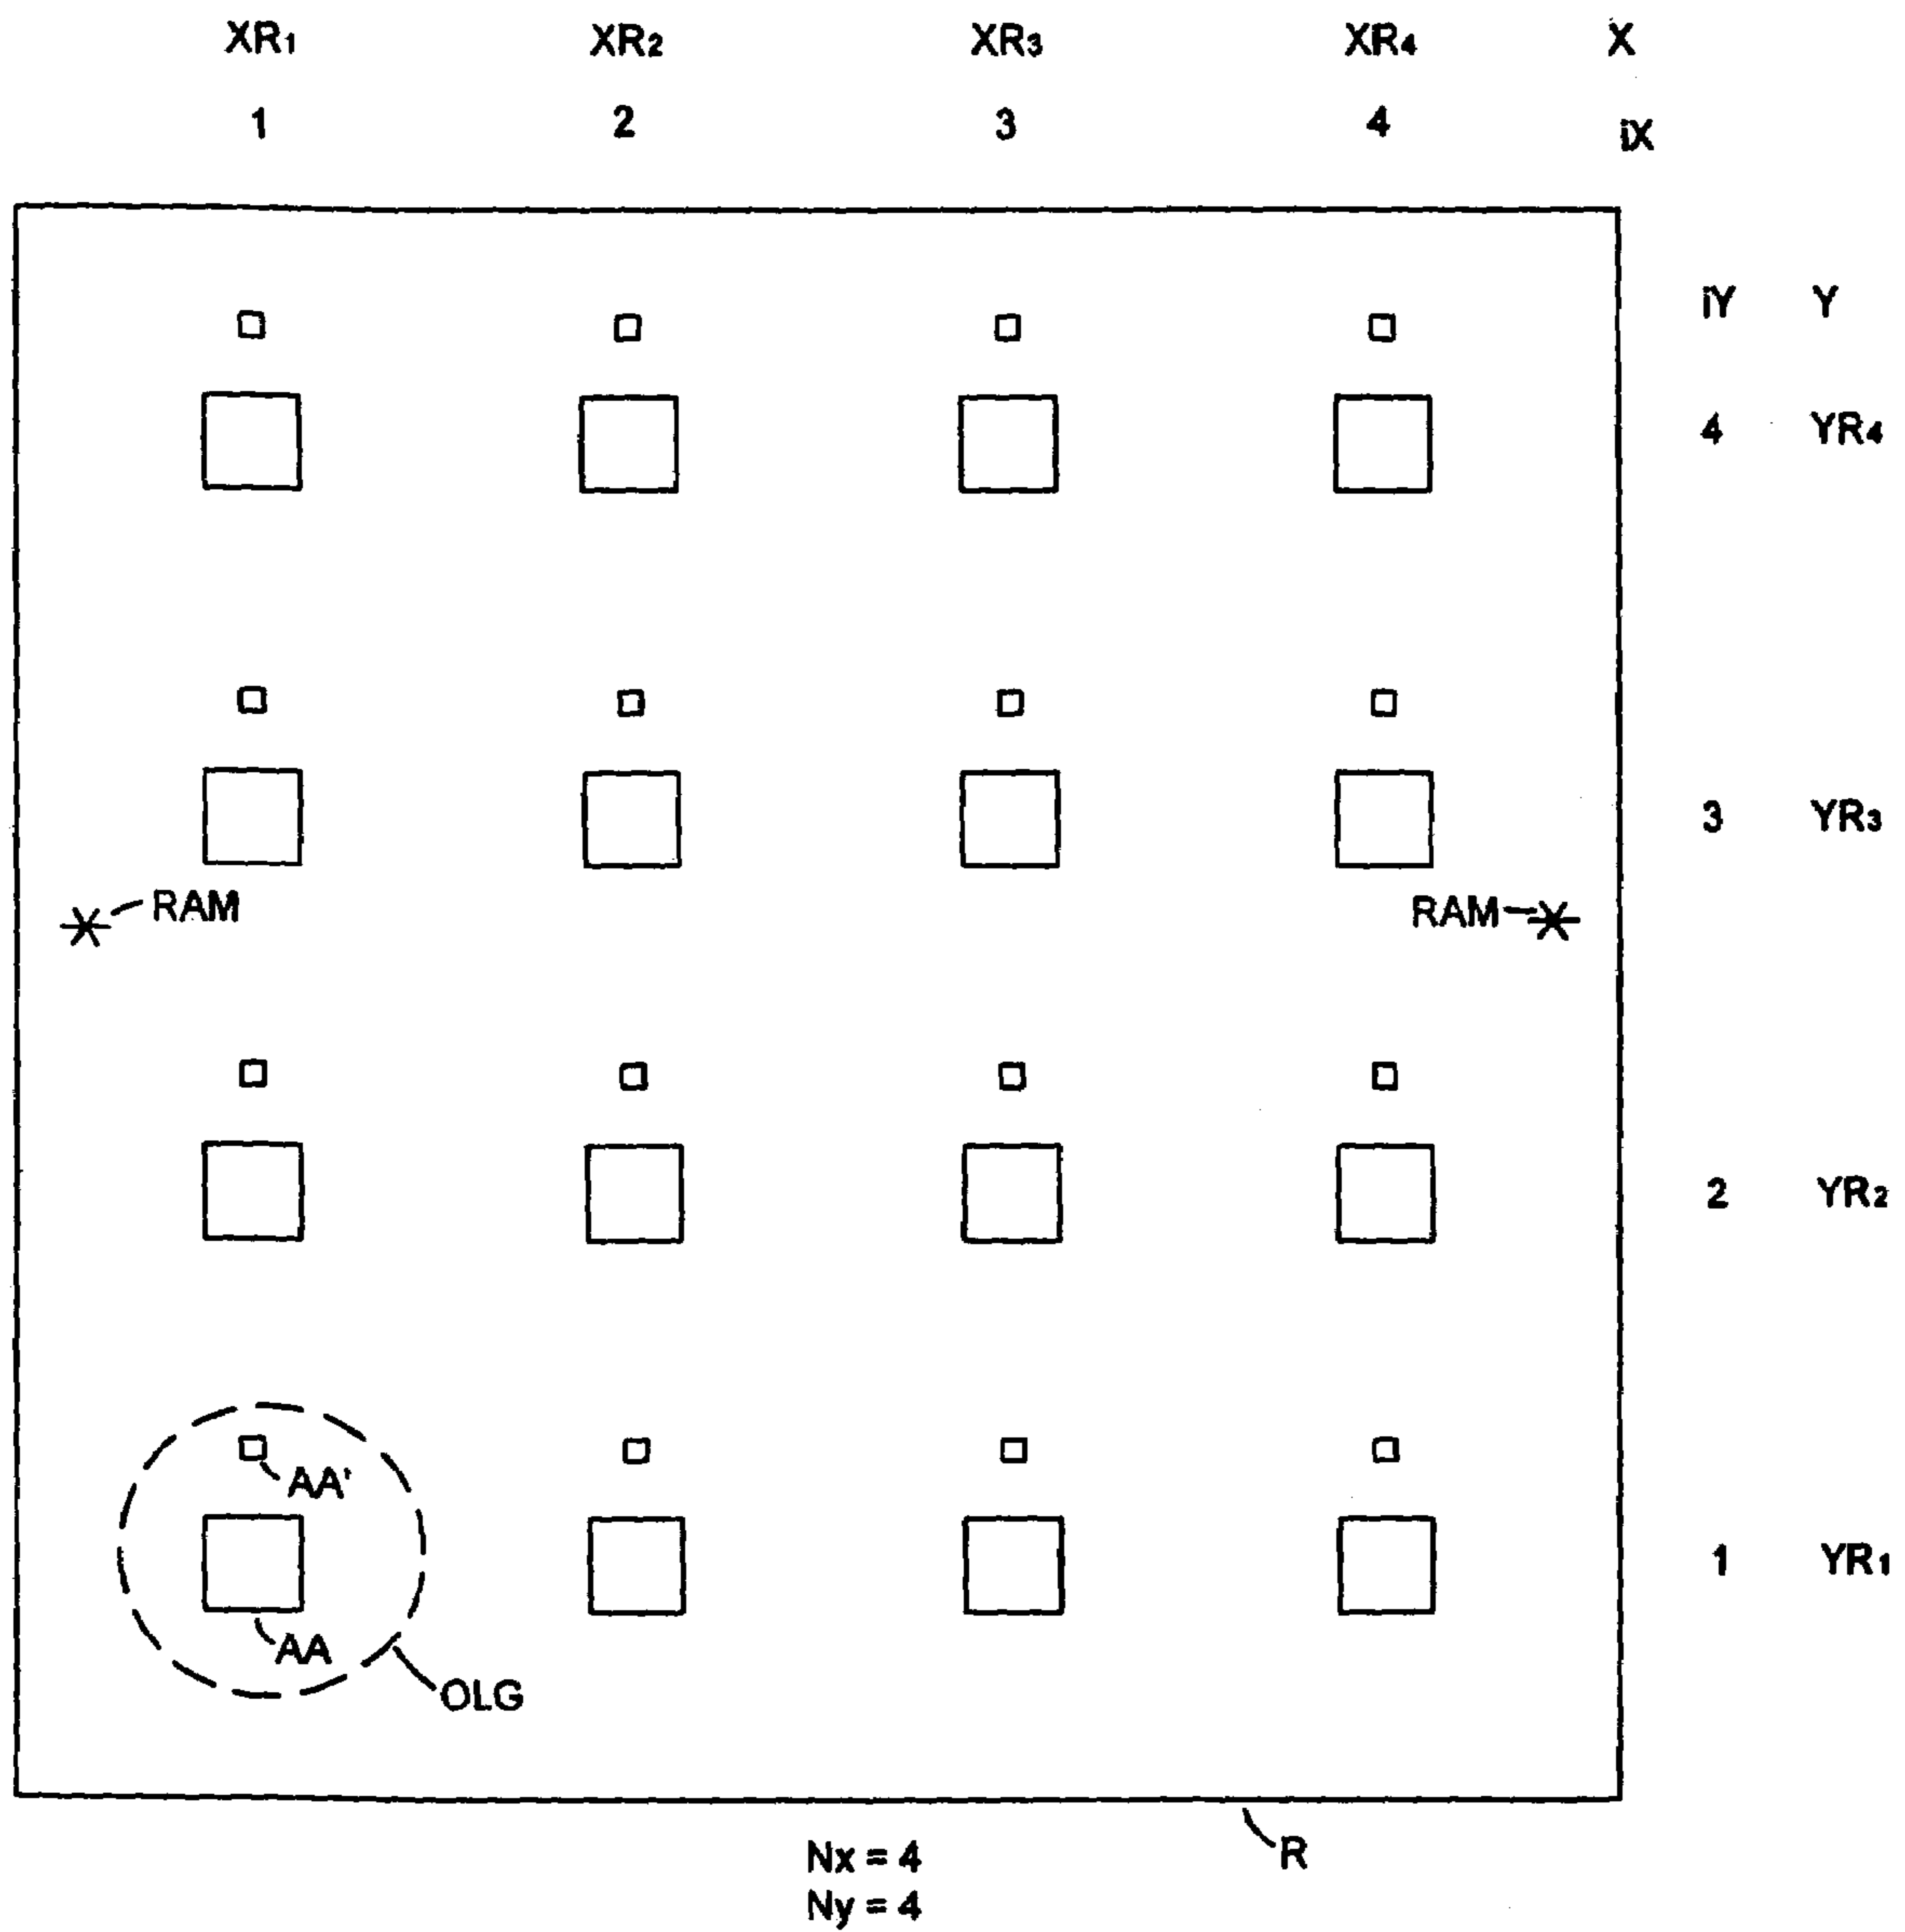 XR1 XR2 XR3 XR4 X
1 2 3 4 iX
iY Y
4 YR4
3 YR3
RAM RAM
2 YR2
AA'
1 YR1
AA
OLG
R
Nx = 4
Ny = 4